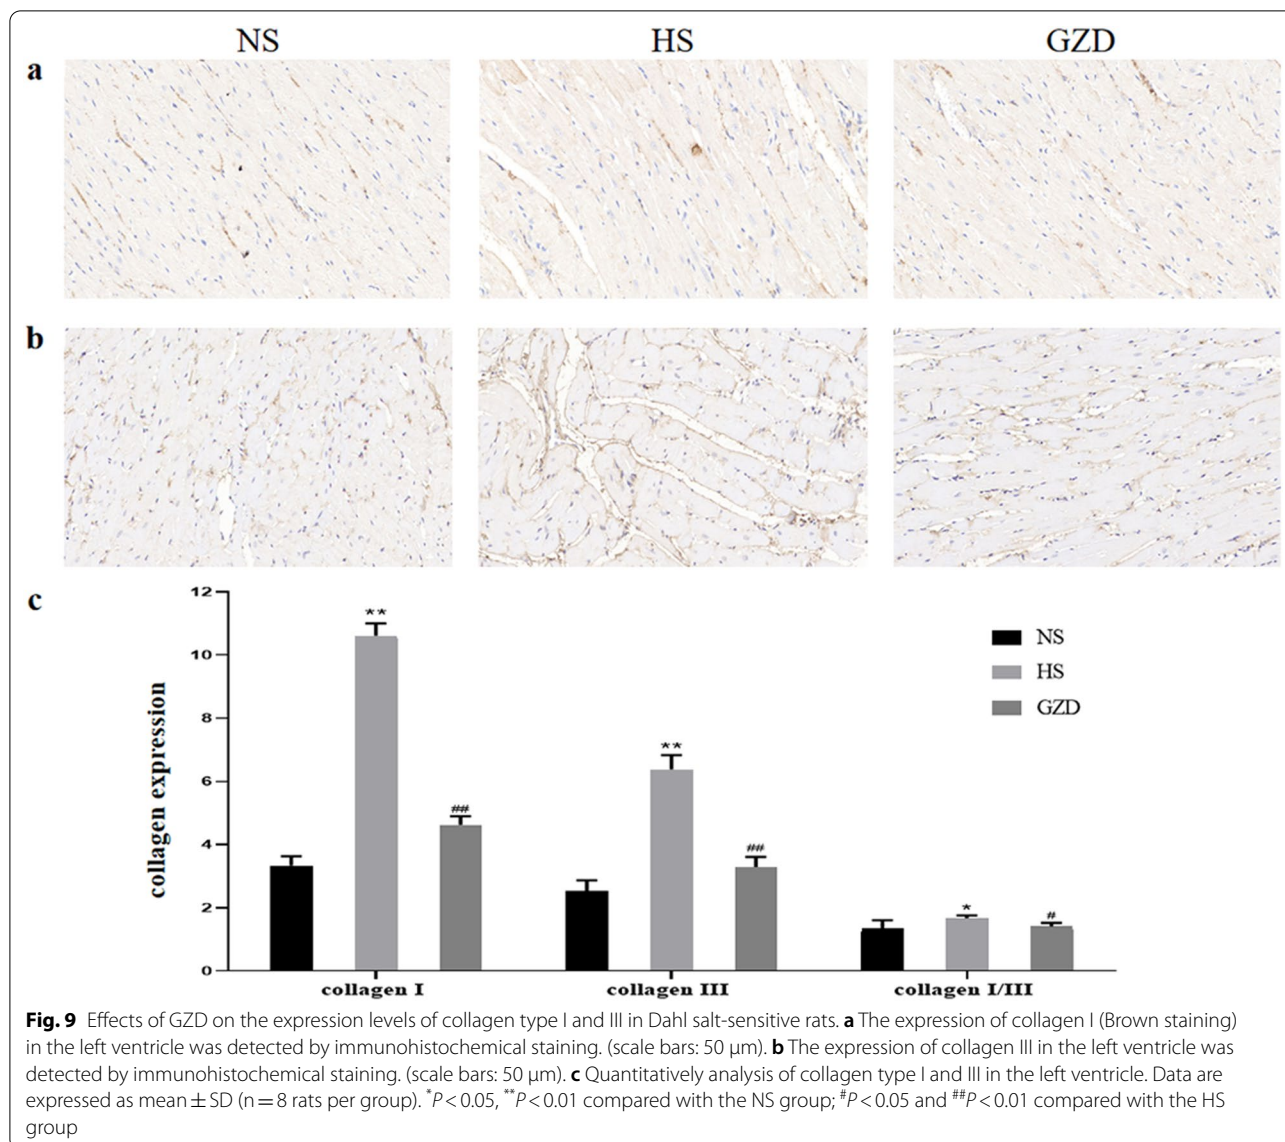 NS HS GZD
a
b
c
12
10
8
6
4
2
0
collagen expression
**
##
**
##
*
#
NS
HS
GZD
collagen I collagen III collagen I/III
Fig. 9 Effects of GZD on the expression levels of collagen type I and III in Dahl salt-sensitive rats. a The expression of collagen I (Brown staining)
in the left ventricle was detected by immunohistochemical staining. (scale bars: 50 μm). b The expression of collagen III in the left ventricle was
detected by immunohistochemical staining. (scale bars: 50 μm). c Quantitatively analysis of collagen type I and III in the left ventricle. Data are
expressed as mean ± SD (n = 8 rats per group). *P < 0.05, **P < 0.01 compared with the NS group; #P < 0.05 and ##P < 0.01 compared with the HS
group